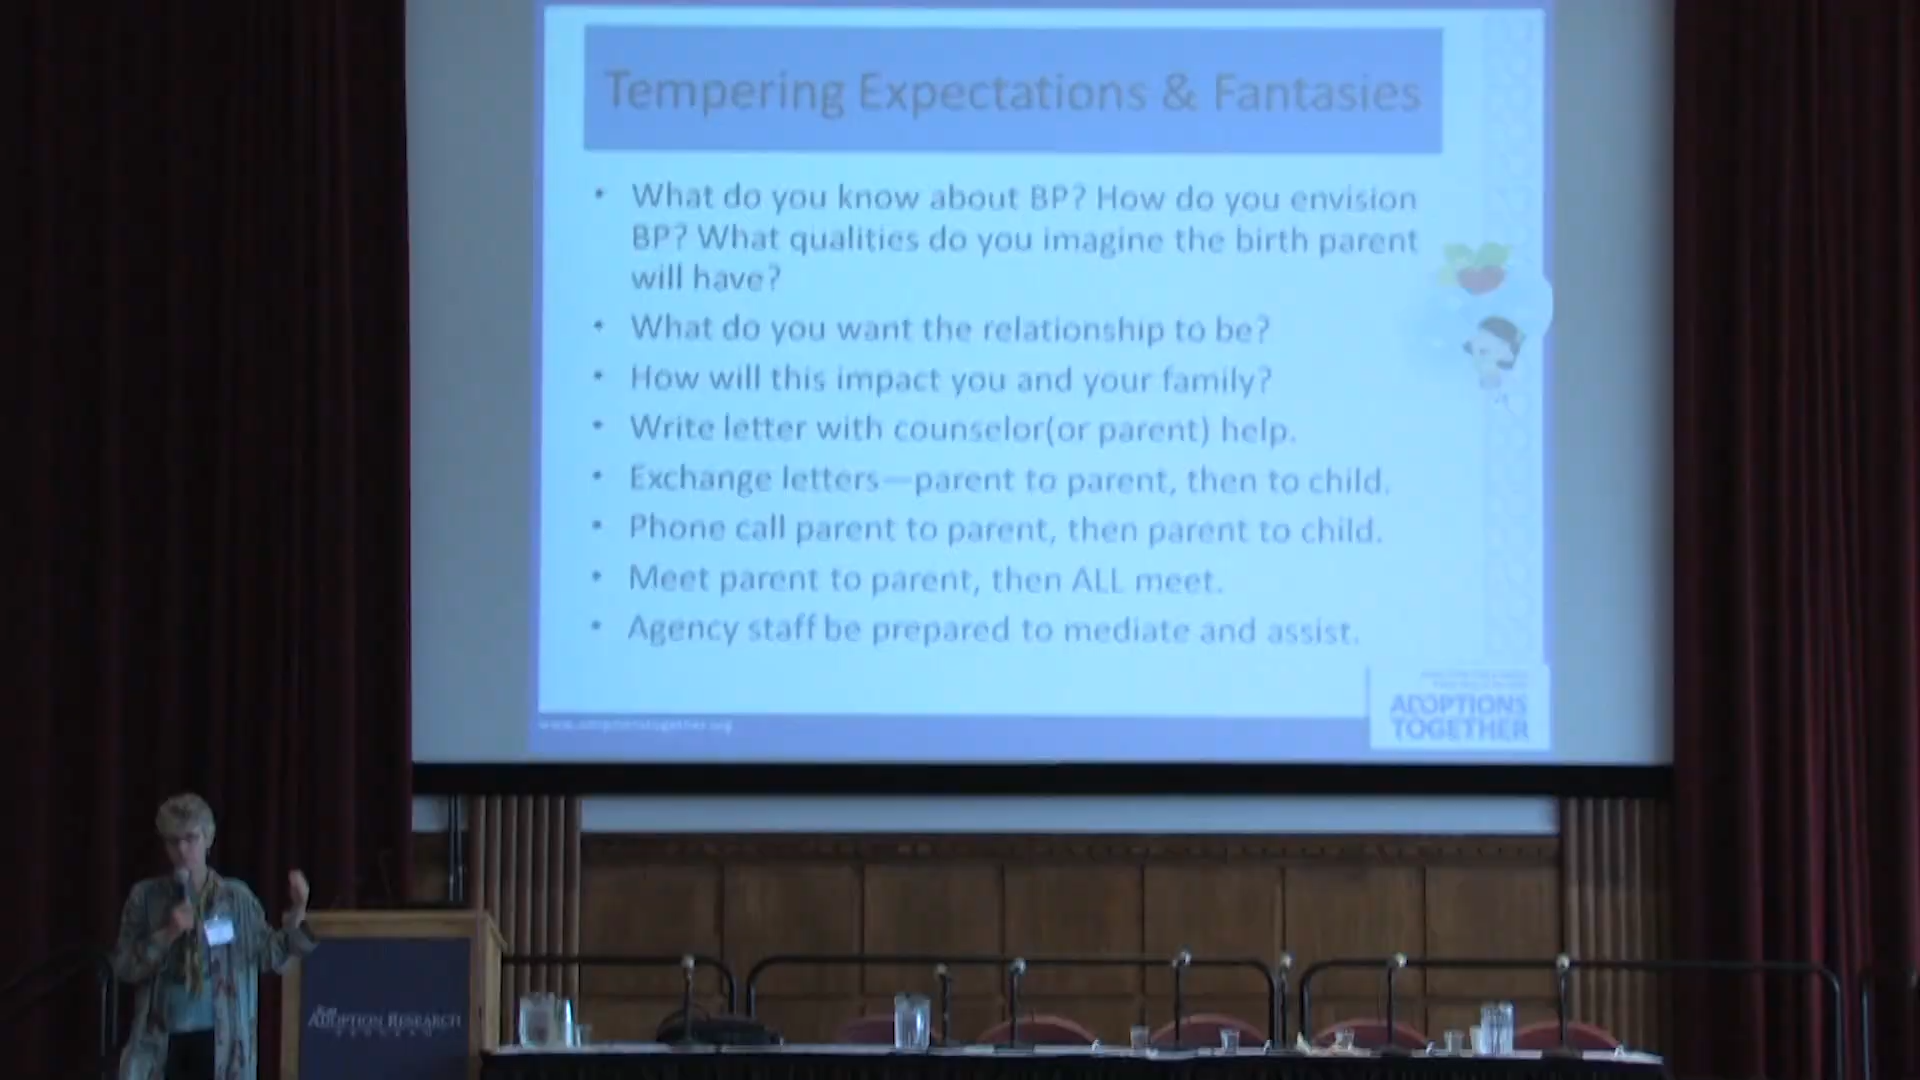 Tempering Expectations & Fantasies
• What do you know about BP? How do you envision
BP? What qualities do you imagine the birth parent
will have?
• What do you want the relationship to be?
• How will this impact you and your family?
• Write letter with counselor(or parent) help.
• Exchange letters—parent to parent, then to child.
• Phone call parent to parent, then parent to child.
• Meet parent to parent, then ALL meet.
• Agency staff be prepared to mediate and assist.
ADOPTIONS
TOGETHER
www.adoptionstogether.org
ADOPTION RESEARCH